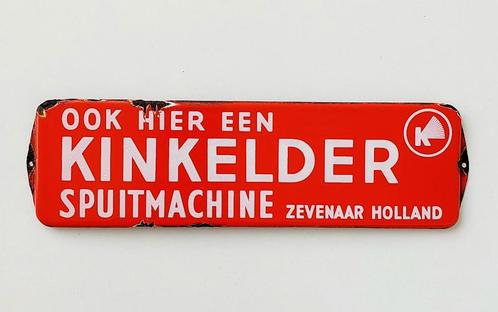 OOK HIER EEN
KINKELDER
SPUITMACHINE ZEVENAAR HOLLAND
K